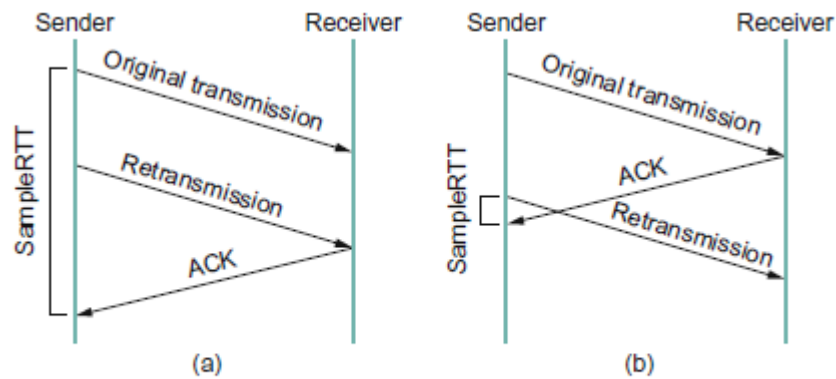 Sender Receiver
Original transmission
SampleRTT
Retransmission
ACK
(a)
Sender Receiver
Original transmission
ACK
SampleRTT
Retransmission
(b)